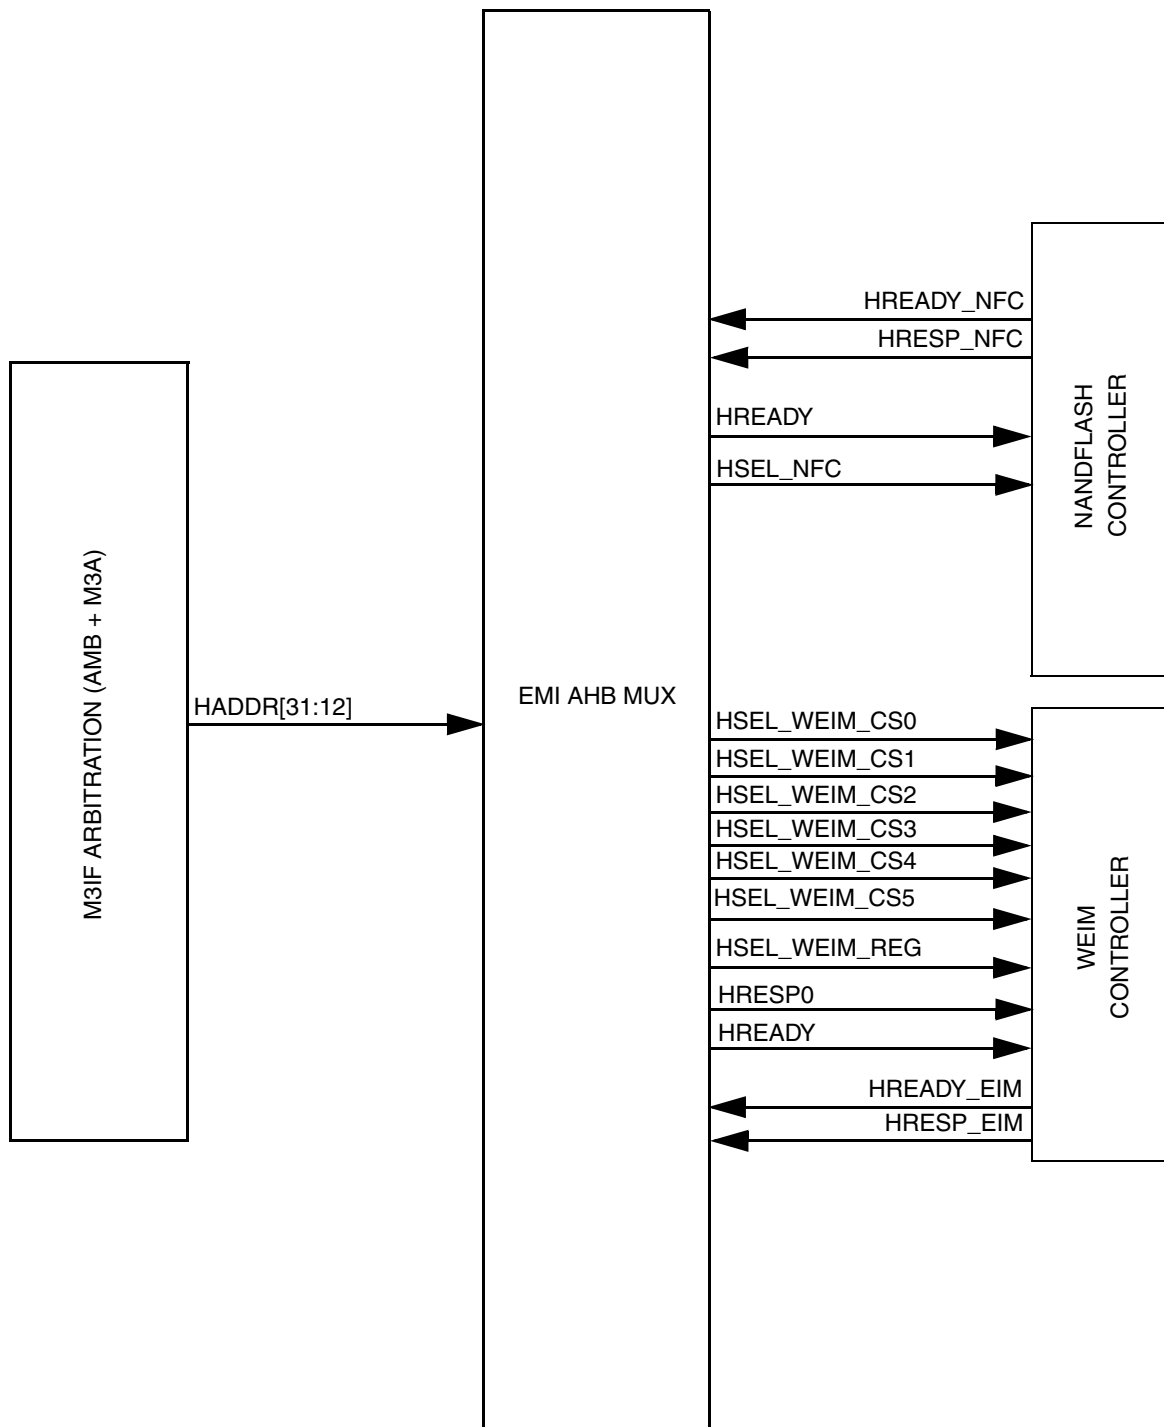 M3IF ARBITRATION (AMB + M3A)
HADDR[31:12]
EMI AHB MUX
HREADY_NFC
HRESP_NFC
HREADY
HSEL_NFC
NANDFLASH
CONTROLLER
HSEL_WEIM_CS0
HSEL_WEIM_CS1
HSEL_WEIM_CS2
HSEL_WEIM_CS3
HSEL_WEIM_CS4
HSEL_WEIM_CS5
HSEL_WEIM_REG
HRESP0
HREADY
HREADY_EIM
HRESP_EIM
WEIM
CONTROLLER